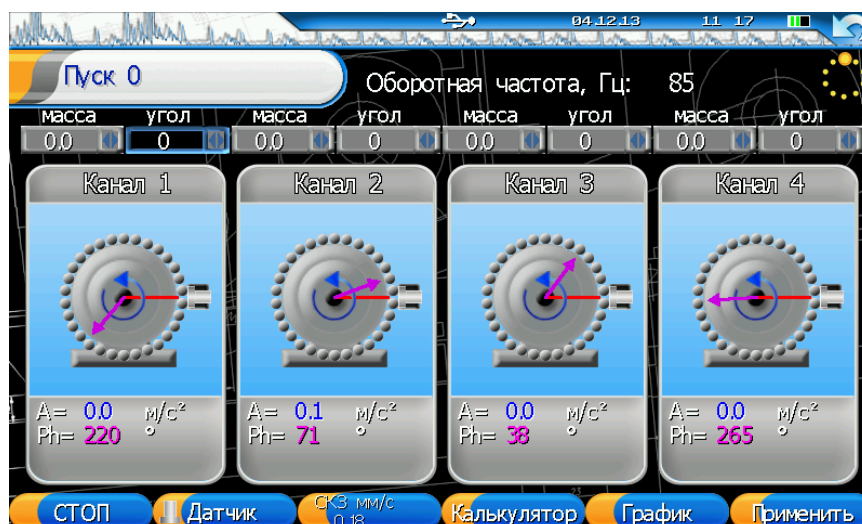 04.12.13 11 17
Пуск 0
Оборотная частота, Гц: 85
масса угол масса угол масса угол масса угол
0.0 0 0.0 0 0.0 0 0.0 0
Канал 1 Канал 2 Канал 3 Канал 4
A= 0.0 м/с² A= 0.1 м/с² A= 0.0 м/с² A= 0.0 м/с²
Ph= 220 ° Ph= 71 ° Ph= 38 ° Ph= 265 °
СТОП Датчик СКЗ мм/с Калькулятор График Применить
0.18